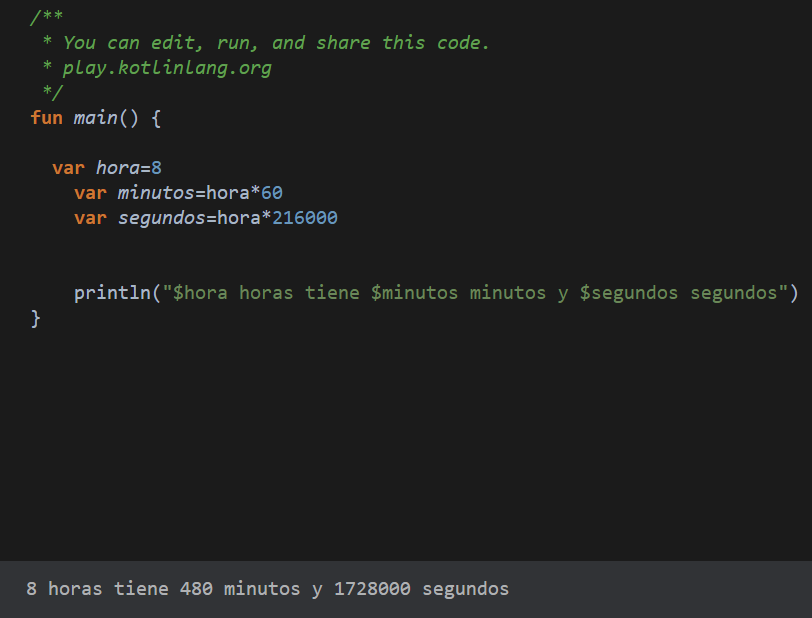 /**
 * You can edit, run, and share this code.
 * play.kotlinlang.org
 */
fun main() {
  var hora=8
    var minutos=hora*60
    var segundos=hora*216000
    println("$hora horas tiene $minutos minutos y $segundos segundos")
}
8 horas tiene 480 minutos y 1728000 segundos